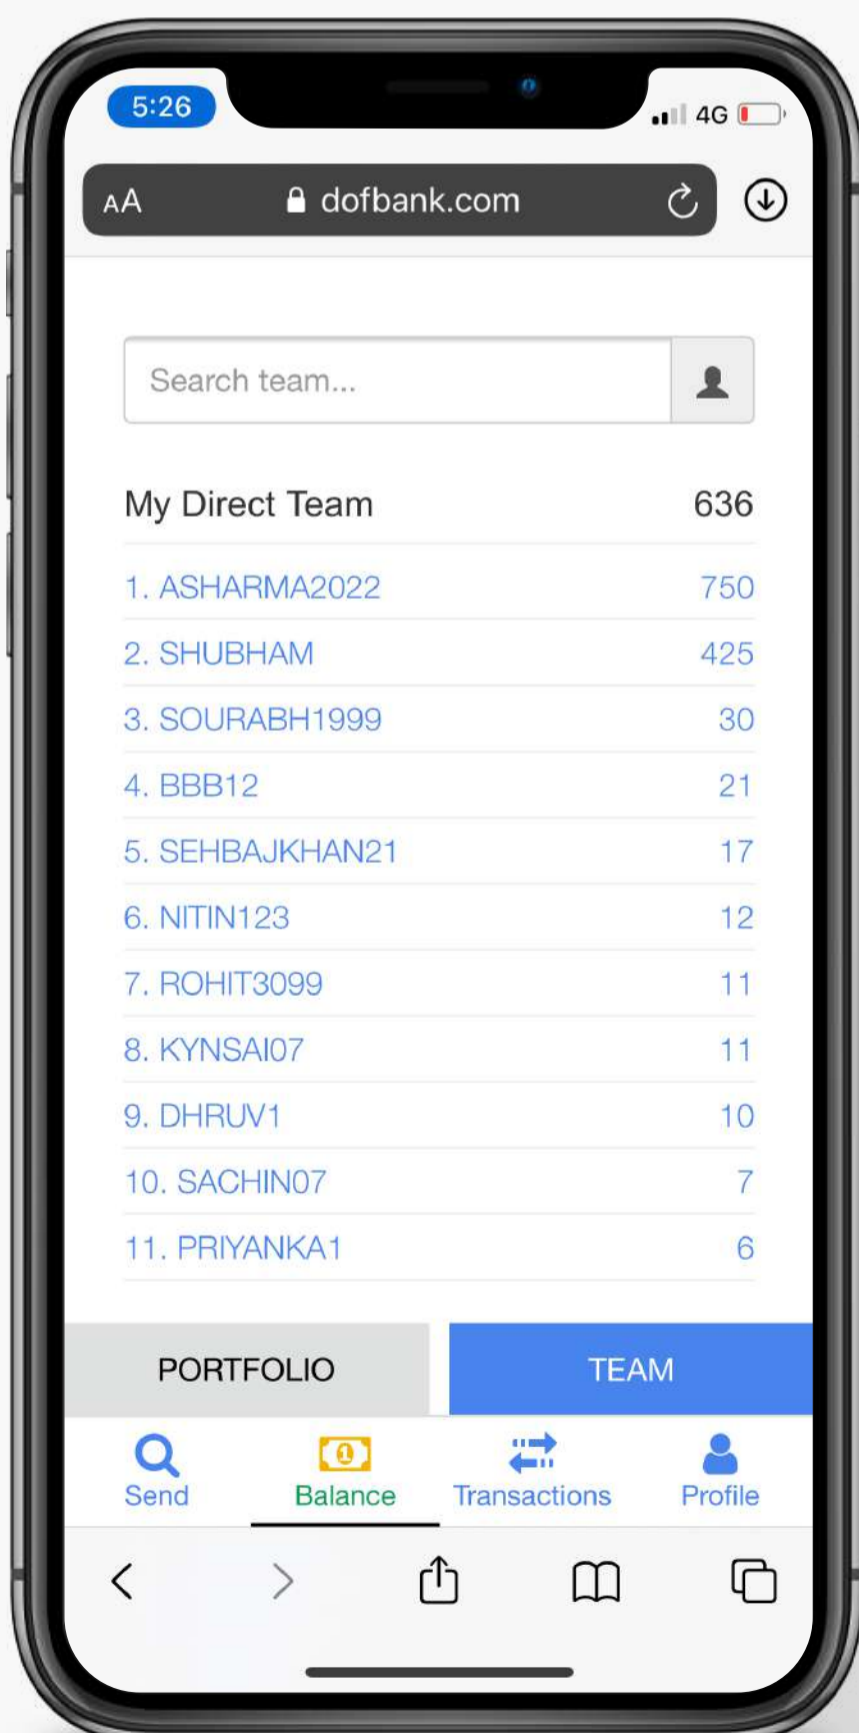 5:26 4G
AA dofbank.com
Search team...
My Direct Team 636
1. ASHARMA2022 750
2. SHUBHAM 425
3. SOURABH1999 30
4. BBB12 21
5. SEHBAJKHAN21 17
6. NITIN123 12
7. ROHIT3099 11
8. KYNSAI07 11
9. DHRUV1 10
10. SACHIN07 7
11. PRIYANKA1 6
PORTFOLIO TEAM
Send Balance Transactions Profile